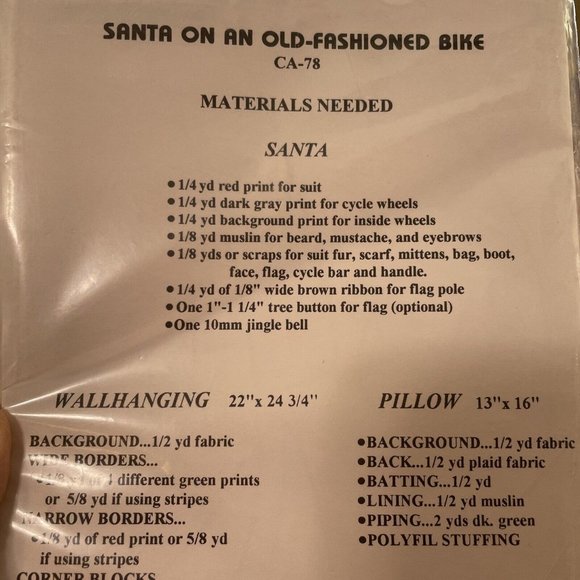 SANTA ON AN OLD-FASHIONED BIKE
CA-78
MATERIALS NEEDED
SANTA
•1/4 yd red print for suit
•1/4 yd dark gray print for cycle wheels
•1/4 yd background print for inside wheels
•1/8 yd muslin for beard, mustache, and eyebrows
•1/8 yds or scraps for suit fur, scarf, mittens, bag, boot,
face, flag, cycle bar and handle.
•1/4 yd of 1/8" wide brown ribbon for flag pole
•One 1"-1 1/4" tree button for flag (optional)
•One 10mm jingle bell
WALLHANGING 22"x 24 3/4"
BACKGROUND...1/2 yd fabric
WIDE BORDERS...
1/8 yd of 4 different green prints
or 5/8 yd if using stripes
NARROW BORDERS...
•1/8 yd of red print or 5/8 yd
if using stripes
CORNER BLOCKS
PILLOW 13"x 16"
•BACKGROUND...1/2 yd fabric
•BACK...1/2 yd plaid fabric
•BATTING...1/2 yd
•LINING...1/2 yd muslin
•PIPING...2 yds dk. green
•POLYFIL STUFFING